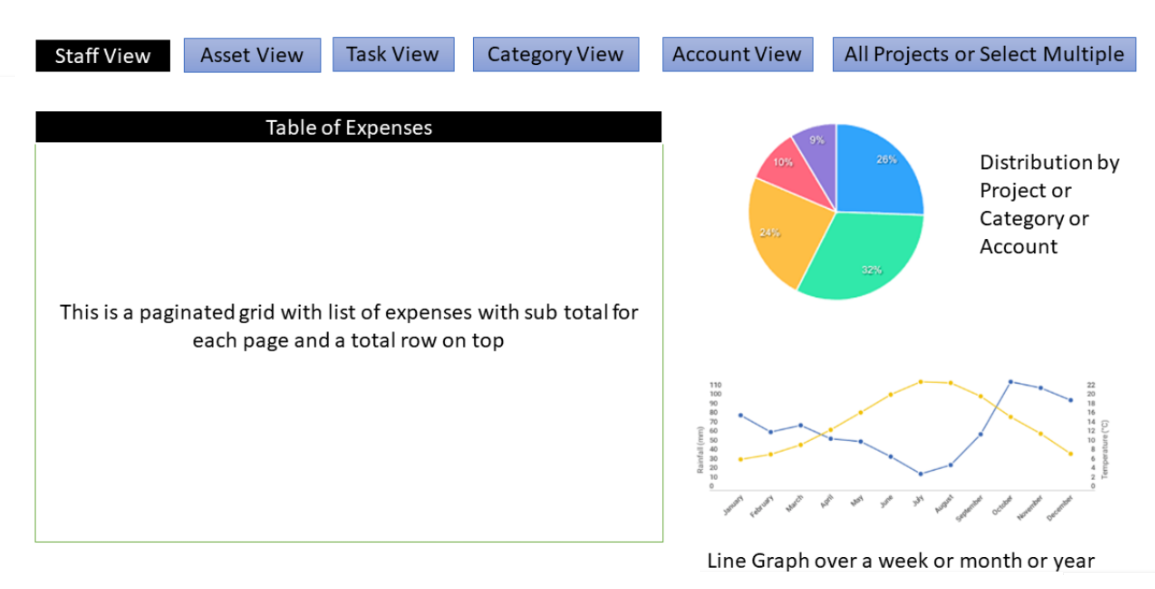 Staff View
Asset View
Task View
Category View
Account View
All Projects or Select Multiple
Table of Expenses
This is a paginated grid with list of expenses with sub total for
each page and a total row on top
9%
26%
10%
24%
32%
Distribution by
Project or
Category or
Account
Rainfall (mm)
110
100
90
80
70
60
50
40
30
20
10
0
22
20
18
16
14
12
10
8
6
4
2
0
Temperature (°C)
January
February
March
April
May
June
July
August
September
October
November
December
Line Graph over a week or month or year